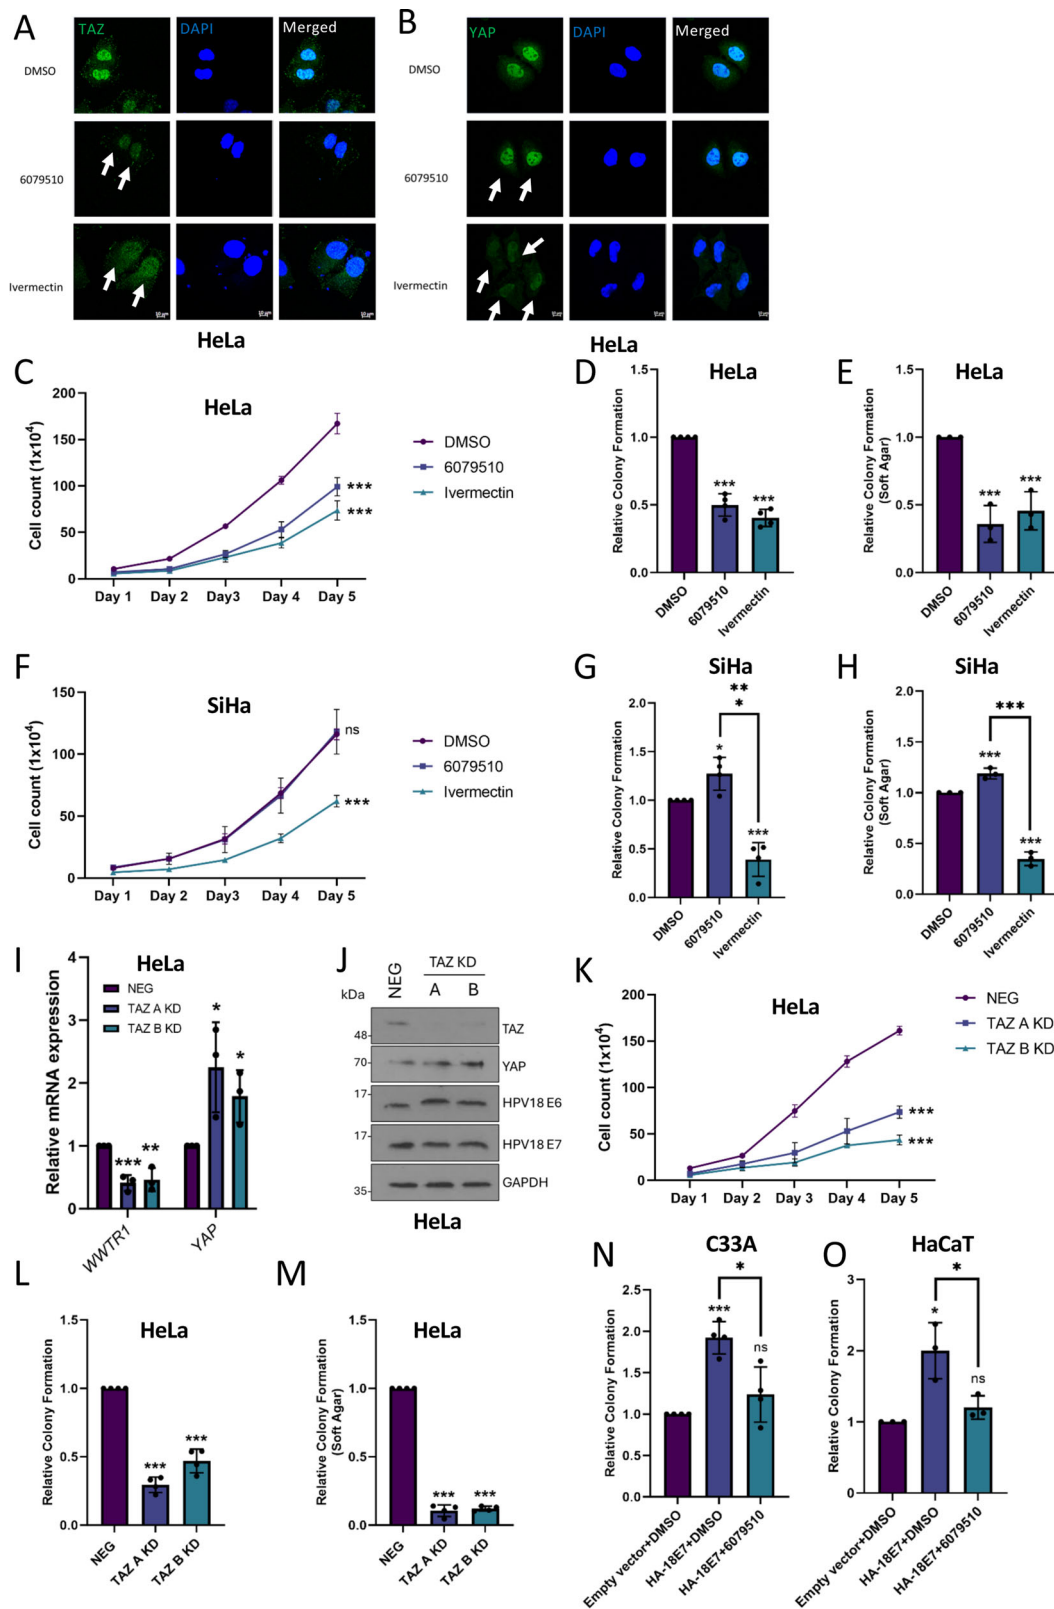 A
TAZ
DAPI
Merged
DMSO
6079510
Ivermectin
HeLa
B
YAP
DAPI
Merged
DMSO
6079510
Ivermectin
HeLa
C
HeLa
Cell count (1x10⁴)
200
150
100
50
0
Day 1 Day 2 Day3 Day 4 Day 5
DMSO
6079510
Ivermectin
***
***
D
HeLa
Relative Colony Formation
1.5
1.0
0.5
0.0
*** ***
DMSO 6079510 Ivermectin
E
HeLa
Relative Colony Formation
(Soft Agar)
1.5
1.0
0.5
0.0
*** ***
DMSO 6079510 Ivermectin
F
SiHa
Cell count (1x10⁴)
150
100
50
0
Day 1 Day 2 Day3 Day 4 Day 5
DMSO
6079510
Ivermectin
ns
***
G
SiHa
Relative Colony Formation
2.0
1.5
1.0
0.5
0.0
**
*
*
***
DMSO 6079510 Ivermectin
H
SiHa
Relative Colony Formation
(Soft Agar)
2.0
1.5
1.0
0.5
0.0
***
***
***
DMSO 6079510 Ivermectin
I
HeLa
NEG
TAZ A KD
TAZ B KD
Relative mRNA expression
4
3
2
1
0
*** ** * *
WWTR1 YAP
J
NEG
TAZ KD
A B
kDa
48
70
17
17
35
TAZ
YAP
HPV18 E6
HPV18 E7
GAPDH
HeLa
K
HeLa
Cell count (1x10⁴)
200
150
100
50
0
Day 1 Day 2 Day 3 Day 4 Day 5
NEG
TAZ A KD
TAZ B KD
***
***
L
HeLa
Relative Colony Formation
1.5
1.0
0.5
0.0
*** ***
NEG TAZ A KD TAZ B KD
M
HeLa
Relative Colony Formation
(Soft Agar)
1.5
1.0
0.5
0.0
*** ***
NEG TAZ A KD TAZ B KD
N
C33A
Relative Colony Formation
2.5
2.0
1.5
1.0
0.5
0.0
*
***
ns
Empty vector+DMSO HA-18E7+DMSO HA-18E7+6079510
O
HaCaT
Relative Colony Formation
3
2
1
0
*
*
ns
Empty vector+DMSO HA-18E7+DMSO HA-18E7+6079510